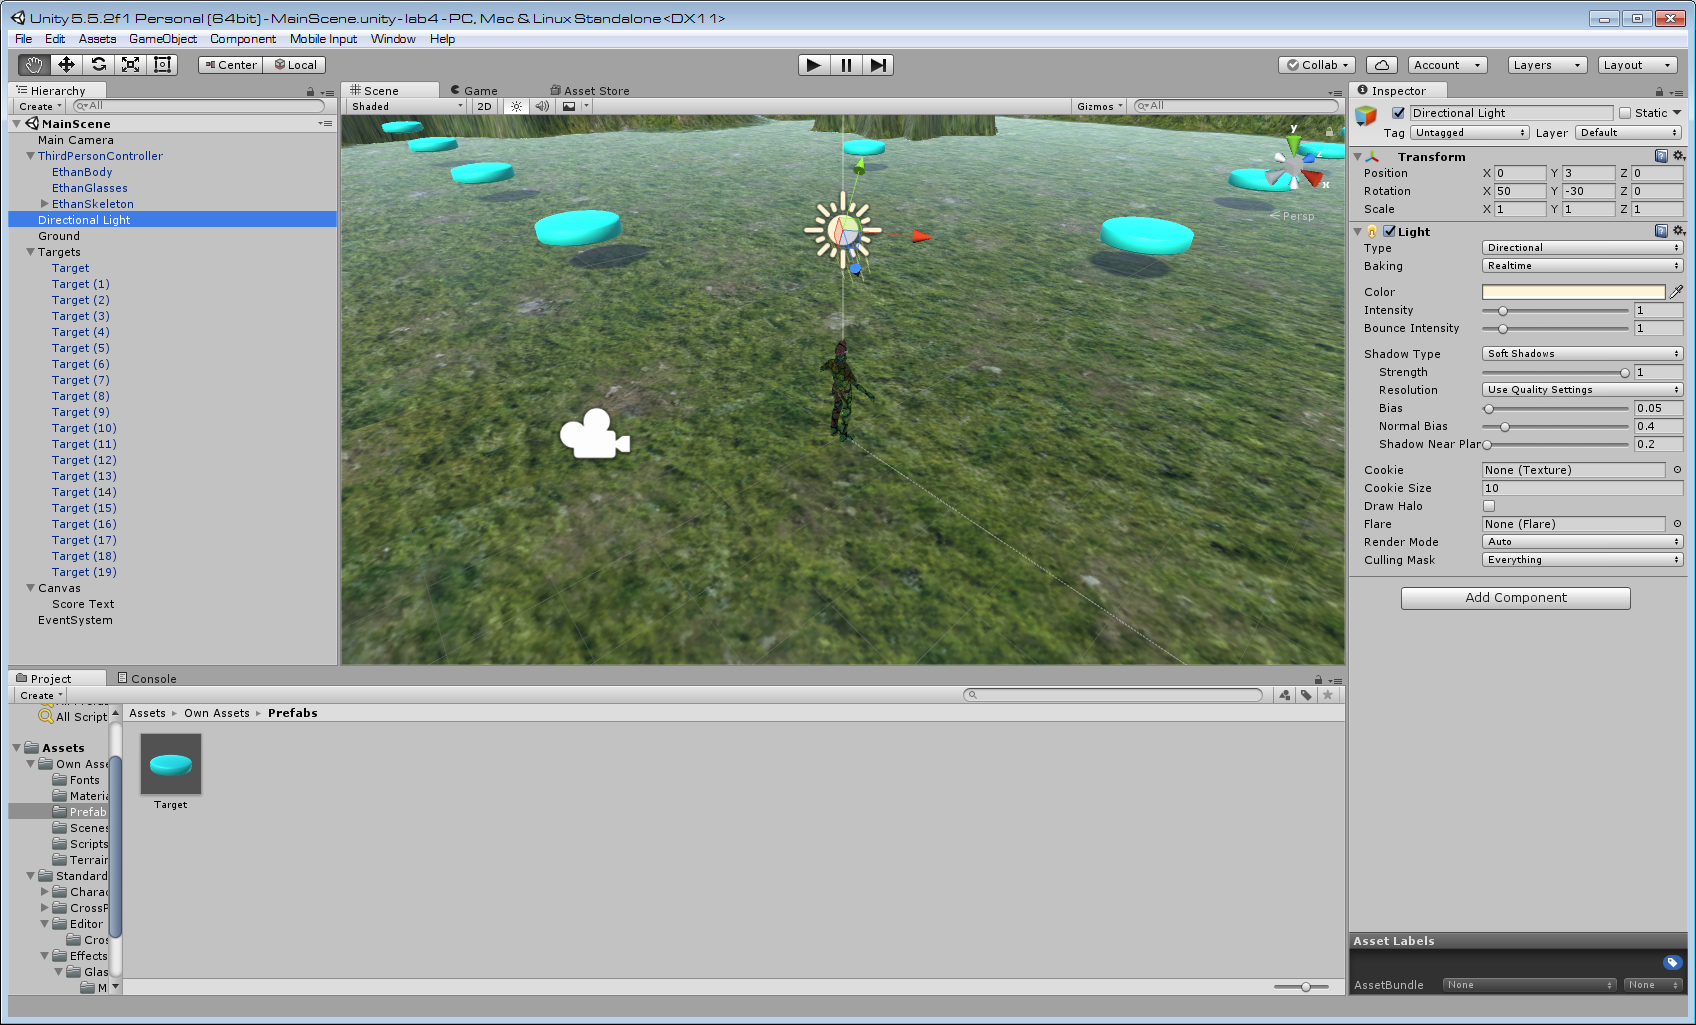 Unity 5.5.2f1 Personal (64bit) - MainScene.unity - lab4 - PC, Mac & Linux Standalone <DX11>
File Edit Assets GameObject Component Mobile Input Window Help
Center Local Collab Account Layers Layout
Hierarchy
Create All
MainScene
Main Camera
ThirdPersonController
EthanBody
EthanGlasses
EthanSkeleton
Directional Light
Ground
Targets
Target
Target (1)
Target (2)
Target (3)
Target (4)
Target (5)
Target (6)
Target (7)
Target (8)
Target (9)
Target (10)
Target (11)
Target (12)
Target (13)
Target (14)
Target (15)
Target (16)
Target (17)
Target (18)
Target (19)
Canvas
Score Text
EventSystem
Scene Game Asset Store
Shaded 2D Gizmos All
y
z
x
Persp
Inspector
Directional Light Static
Tag Untagged Layer Default
Transform
Position X 0 Y 3 Z 0
Rotation X 50 Y -30 Z 0
Scale X 1 Y 1 Z 1
Light
Type Directional
Baking Realtime
Color
Intensity 1
Bounce Intensity 1
Shadow Type Soft Shadows
Strength 1
Resolution Use Quality Settings
Bias 0.05
Normal Bias 0.4
Shadow Near Plar 0.2
Cookie None (Texture)
Cookie Size 10
Draw Halo
Flare None (Flare)
Render Mode Auto
Culling Mask Everything
Add Component
Project Console
Create
All Script
Assets
Own Asse
Fonts
Materia
Prefab
Scenes
Scripts
Terrain
Standard
Charac
CrossP
Editor
Cros
Effects
Glas
M
Assets Own Assets Prefabs
Target
Asset Labels
AssetBundle None None